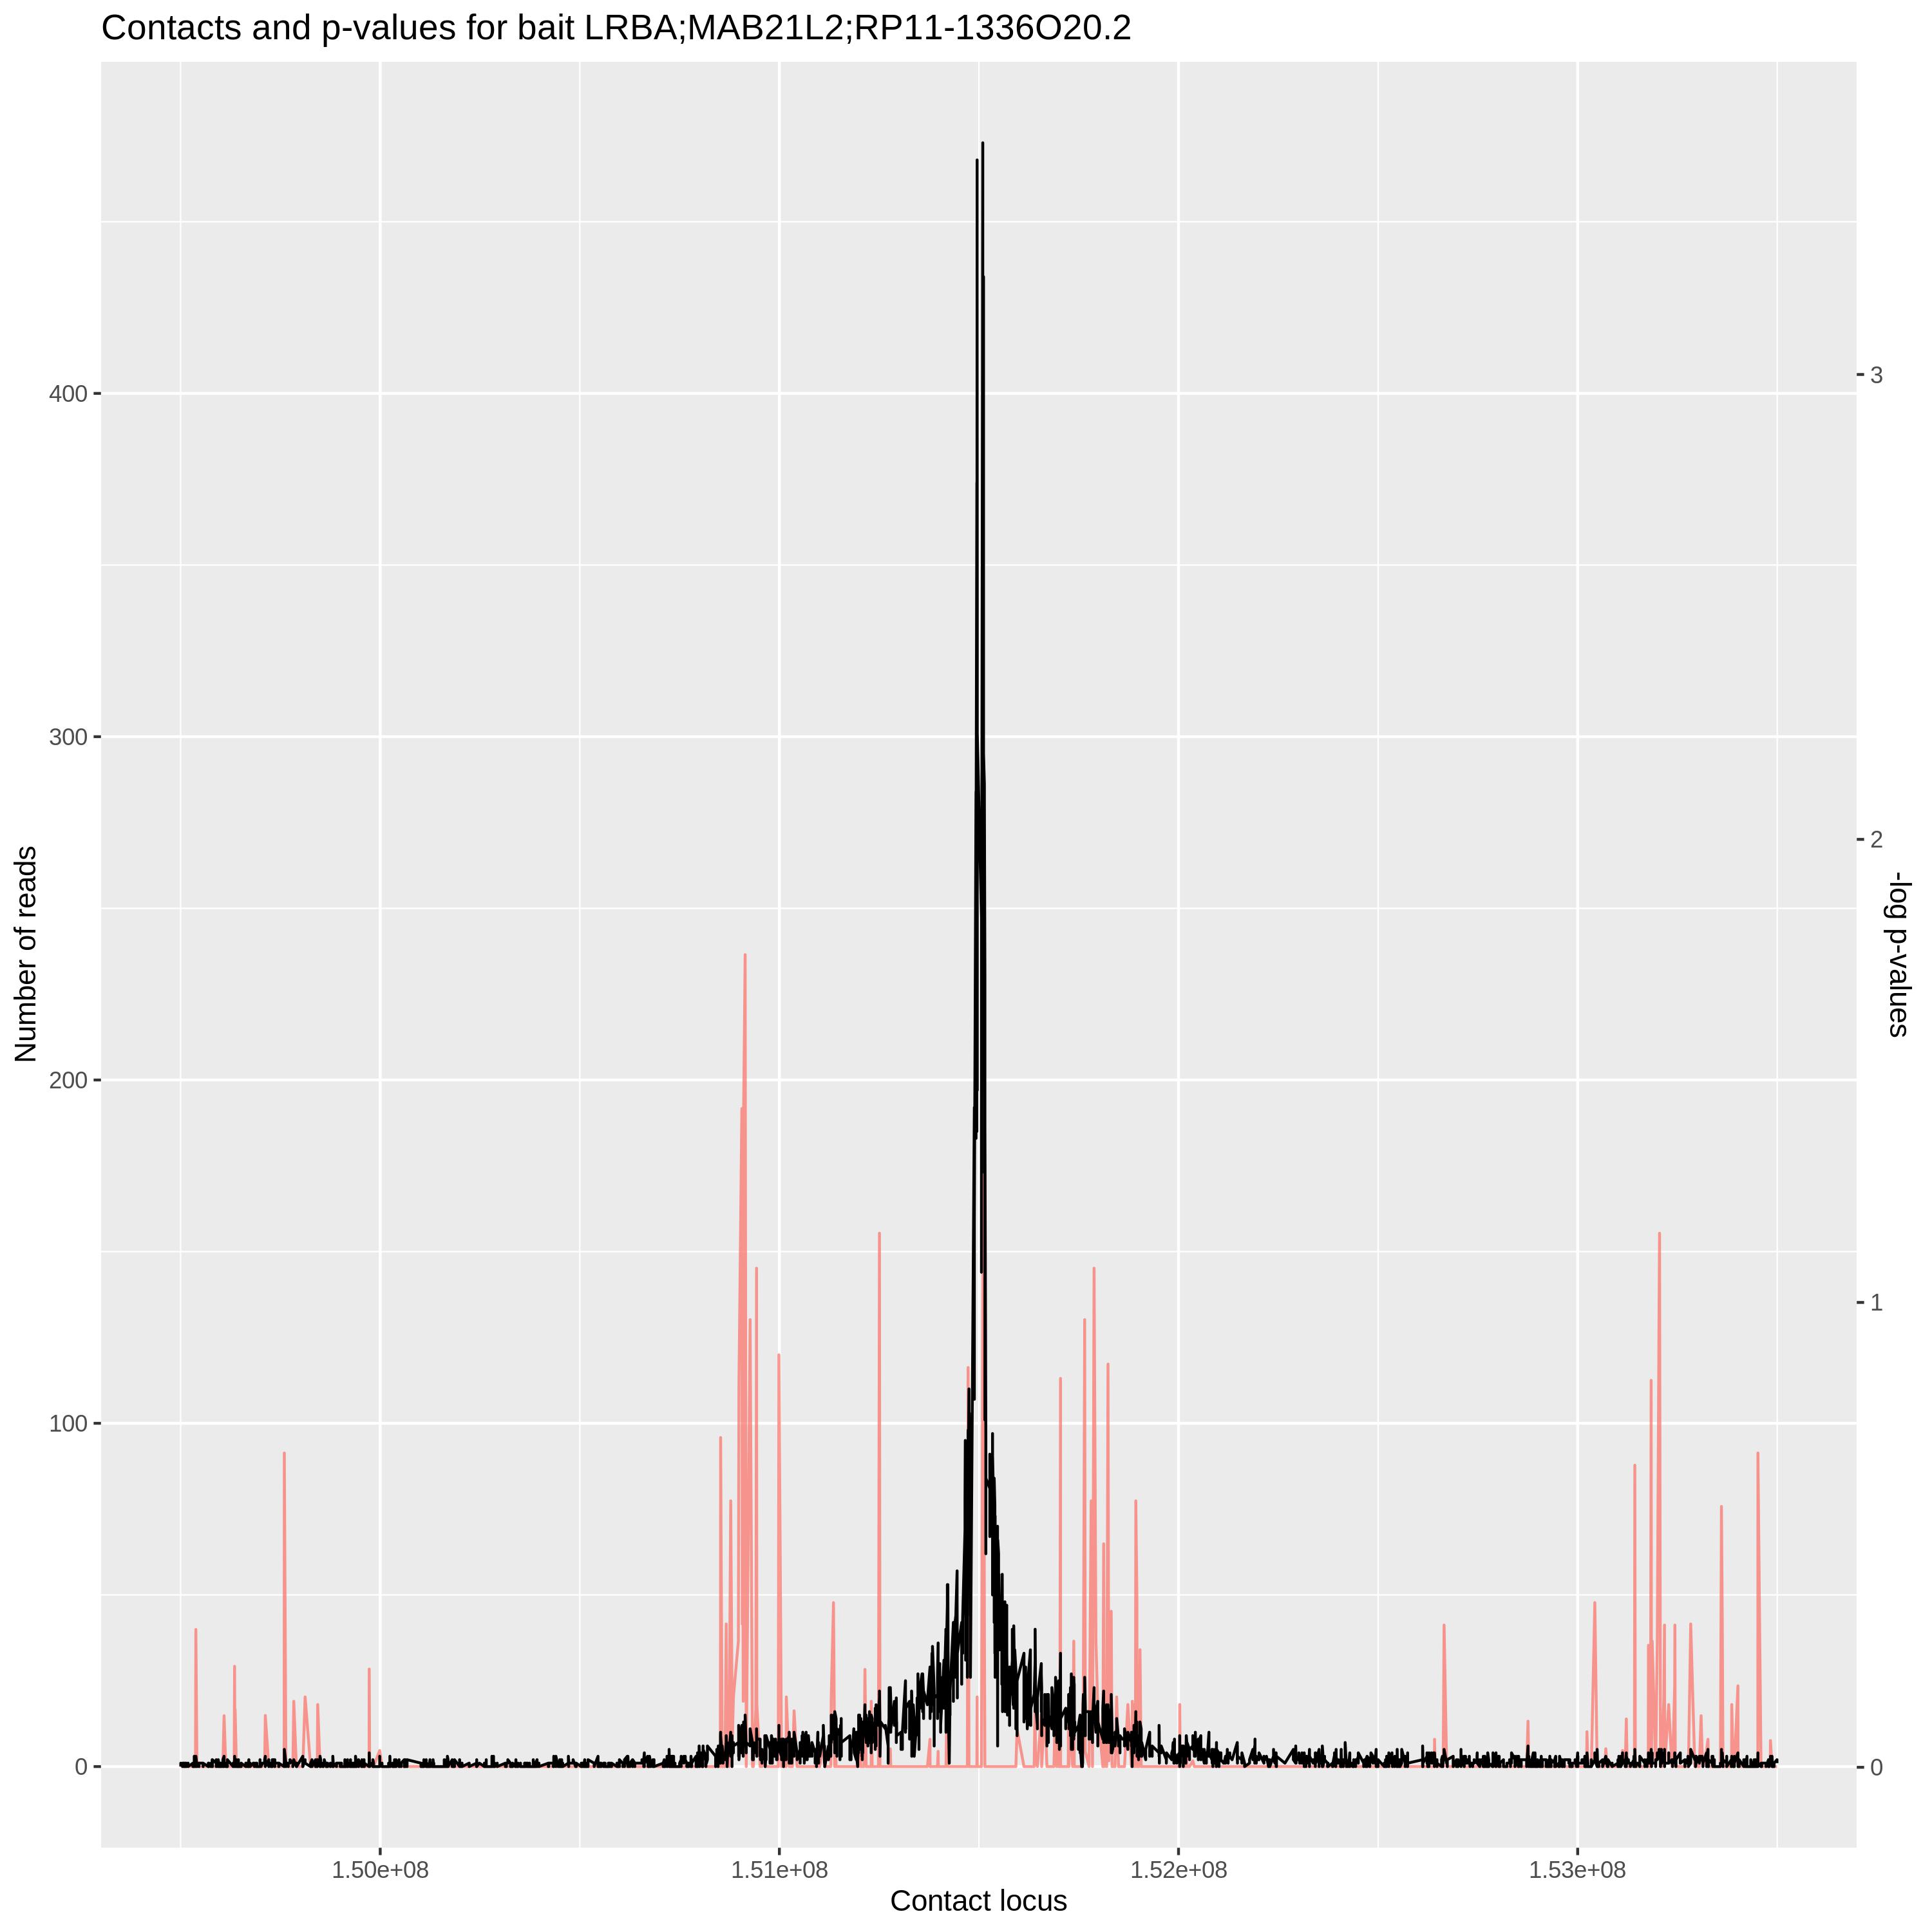 Contacts and p-values for bait LRBA;MAB21L2;RP11-1336O20.2
Number of reads
400
300
200
100
0
3
2
1
0
-log p-values
1.50e+08
1.51e+08
1.52e+08
1.53e+08
Contact locus